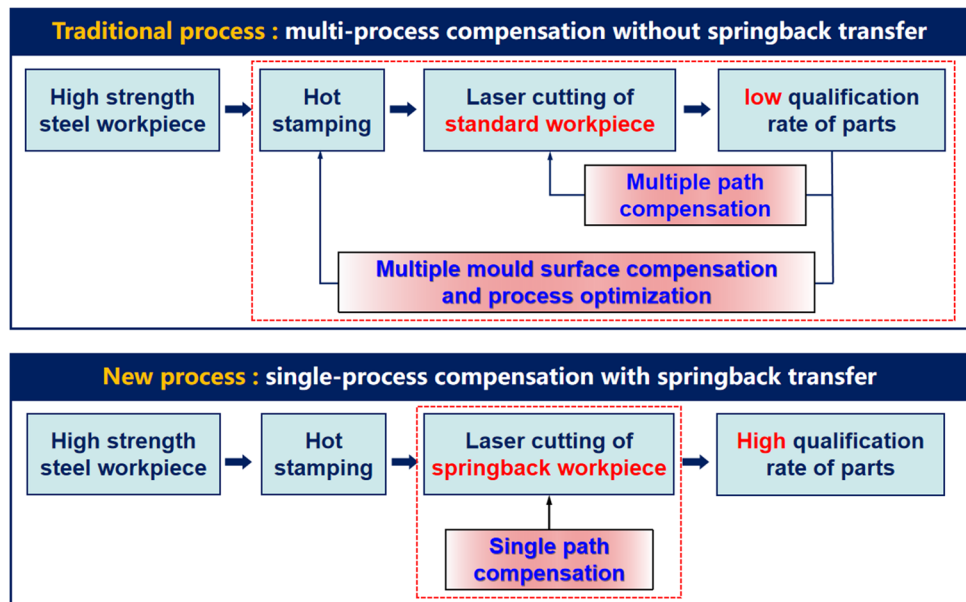 Traditional process : multi-process compensation without springback transfer
High strength
steel workpiece
Hot
stamping
Laser cutting of
standard workpiece
low qualification
rate of parts
Multiple path
compensation
Multiple mould surface compensation
and process optimization
New process : single-process compensation with springback transfer
High strength
steel workpiece
Hot
stamping
Laser cutting of
springback workpiece
High qualification
rate of parts
Single path
compensation